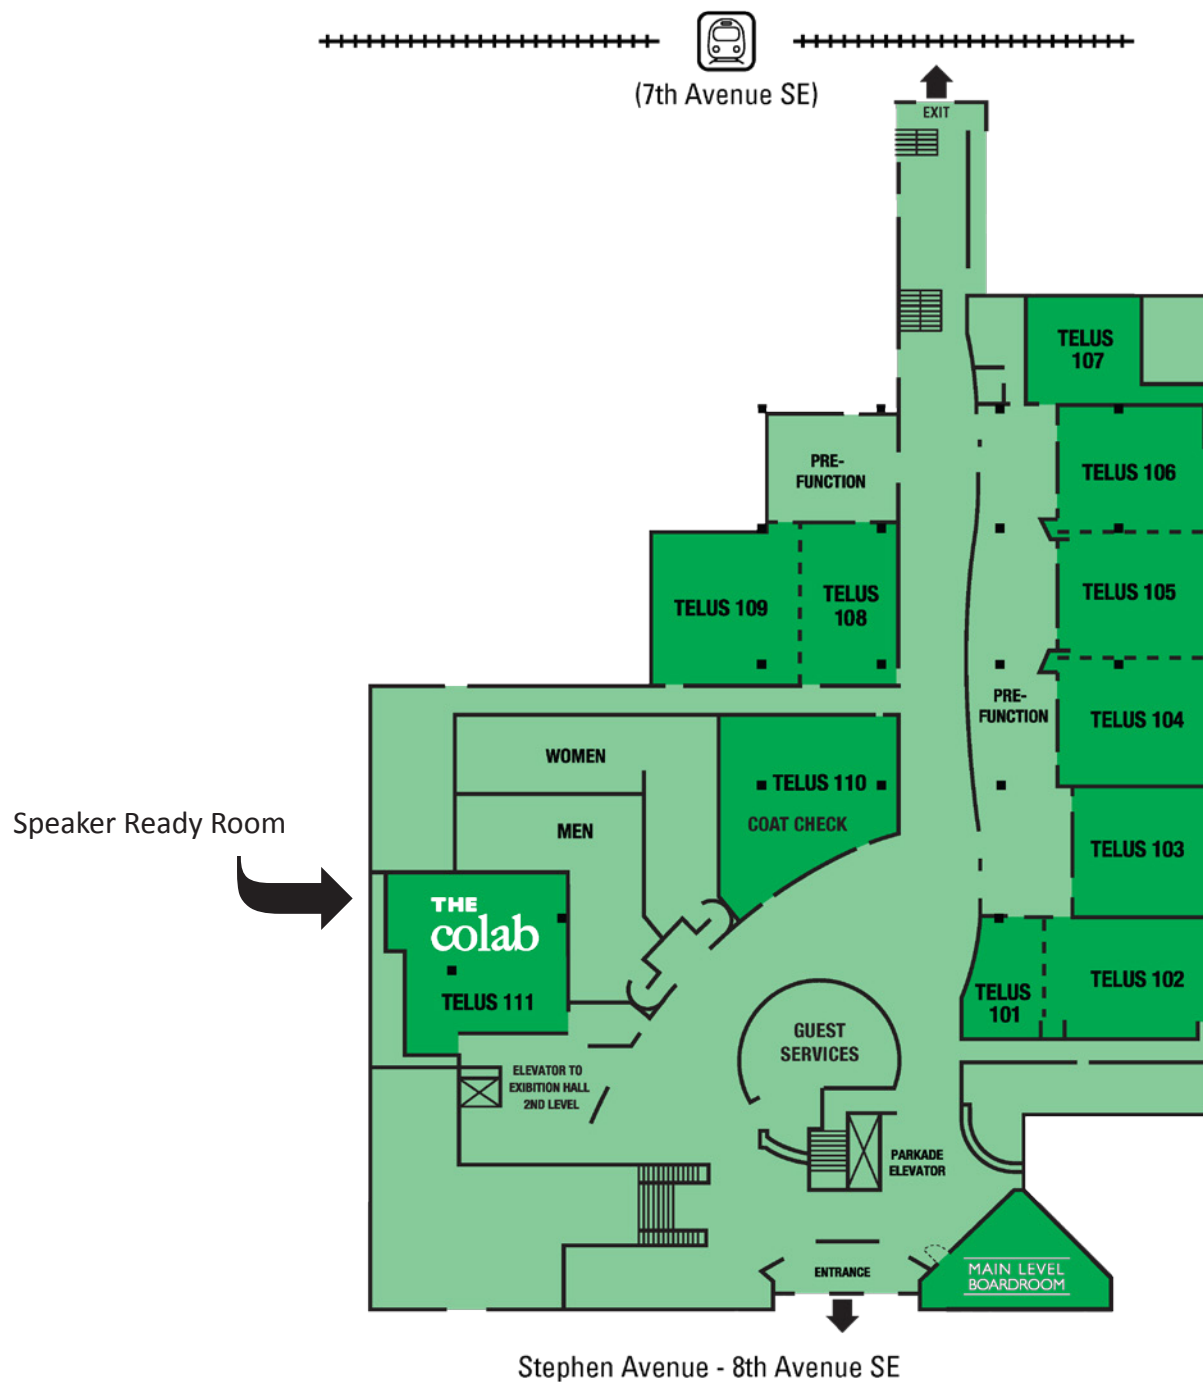 (7th Avenue SE)
EXIT
TELUS
107
PRE-
FUNCTION
TELUS 106
TELUS 109
TELUS
108
TELUS 105
PRE-
FUNCTION
TELUS 104
WOMEN
TELUS 110
COAT CHECK
MEN
Speaker Ready Room
TELUS 103
THE
colab
TELUS 111
TELUS
101
TELUS 102
GUEST
SERVICES
ELEVATOR TO
EXIBITION HALL
2ND LEVEL
PARKADE
ELEVATOR
ENTRANCE
MAIN LEVEL
BOARDROOM
Stephen Avenue - 8th Avenue SE